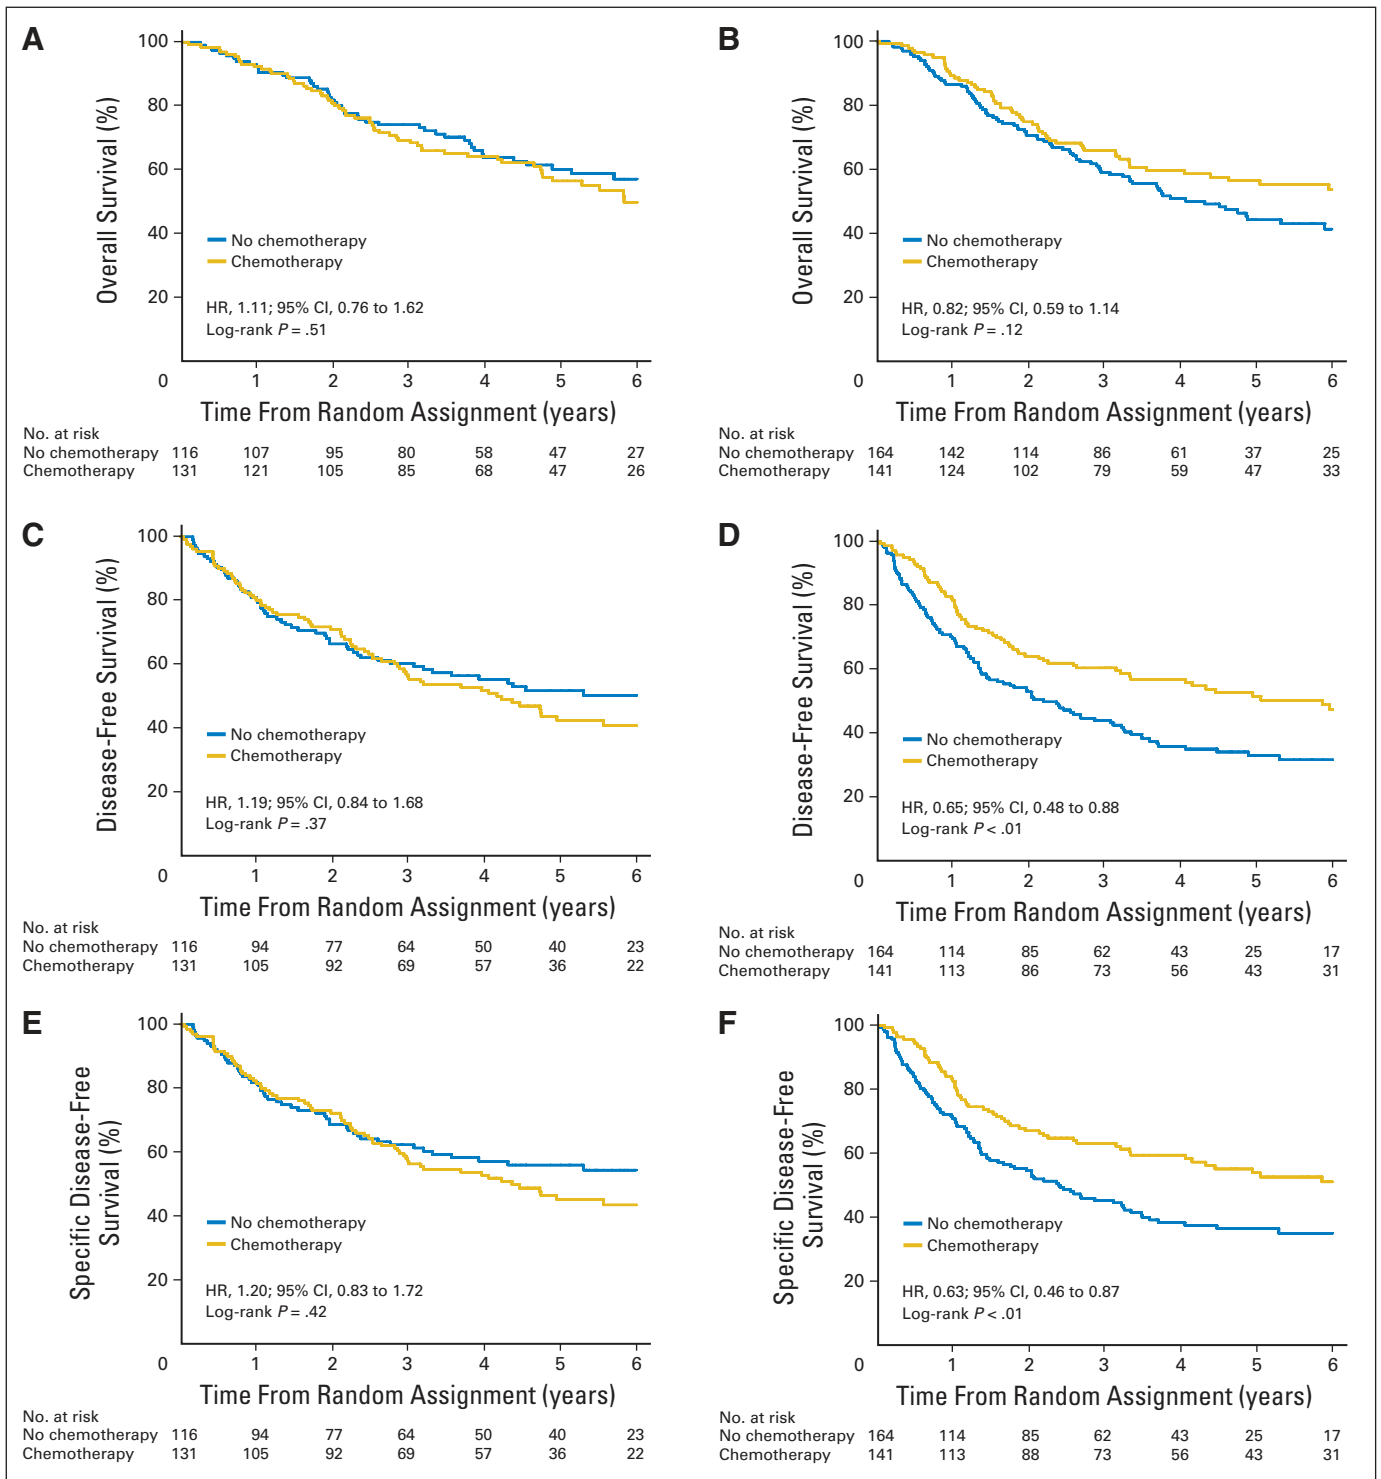 A
100
80
60
40
20
0
Overall Survival (%)
No chemotherapy
Chemotherapy
HR, 1.11; 95% CI, 0.76 to 1.62
Log-rank P = .51
1 2 3 4 5 6
Time From Random Assignment (years)
No. at risk
No chemotherapy 116 107 95 80 58 47 27
Chemotherapy 131 121 105 85 68 47 26
B
100
80
60
40
20
0
Overall Survival (%)
No chemotherapy
Chemotherapy
HR, 0.82; 95% CI, 0.59 to 1.14
Log-rank P = .12
1 2 3 4 5 6
Time From Random Assignment (years)
No. at risk
No chemotherapy 164 142 114 86 61 37 25
Chemotherapy 141 124 102 79 59 47 33
C
100
80
60
40
20
0
Disease-Free Survival (%)
No chemotherapy
Chemotherapy
HR, 1.19; 95% CI, 0.84 to 1.68
Log-rank P = .37
1 2 3 4 5 6
Time From Random Assignment (years)
No. at risk
No chemotherapy 116 94 77 64 50 40 23
Chemotherapy 131 105 92 69 57 36 22
D
100
80
60
40
20
0
Disease-Free Survival (%)
No chemotherapy
Chemotherapy
HR, 0.65; 95% CI, 0.48 to 0.88
Log-rank P < .01
1 2 3 4 5 6
Time From Random Assignment (years)
No. at risk
No chemotherapy 164 114 85 62 43 25 17
Chemotherapy 141 113 86 73 56 43 31
E
100
80
60
40
20
0
Specific Disease-Free
Survival (%)
No chemotherapy
Chemotherapy
HR, 1.20; 95% CI, 0.83 to 1.72
Log-rank P = .42
1 2 3 4 5 6
Time From Random Assignment (years)
No. at risk
No chemotherapy 116 94 77 64 50 40 23
Chemotherapy 131 105 92 69 57 36 22
F
100
80
60
40
20
0
Specific Disease-Free
Survival (%)
No chemotherapy
Chemotherapy
HR, 0.63; 95% CI, 0.46 to 0.87
Log-rank P < .01
1 2 3 4 5 6
Time From Random Assignment (years)
No. at risk
No chemotherapy 164 114 85 62 43 25 17
Chemotherapy 141 113 88 73 56 43 31